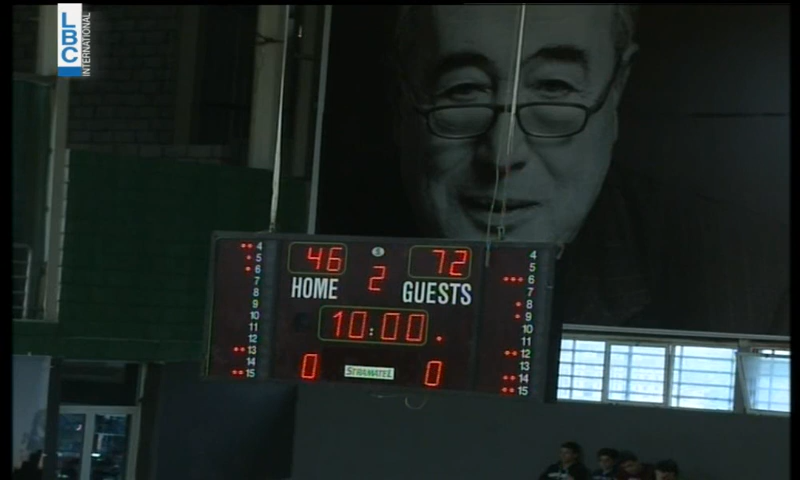 LBC
INTERNATIONAL
46 2 72
HOME GUESTS
10:00
0 STRAMATEL 0
4 4
5 5
6 6
7 7
8 8
9 9
10 10
11 11
12 12
13 13
14 14
15 15